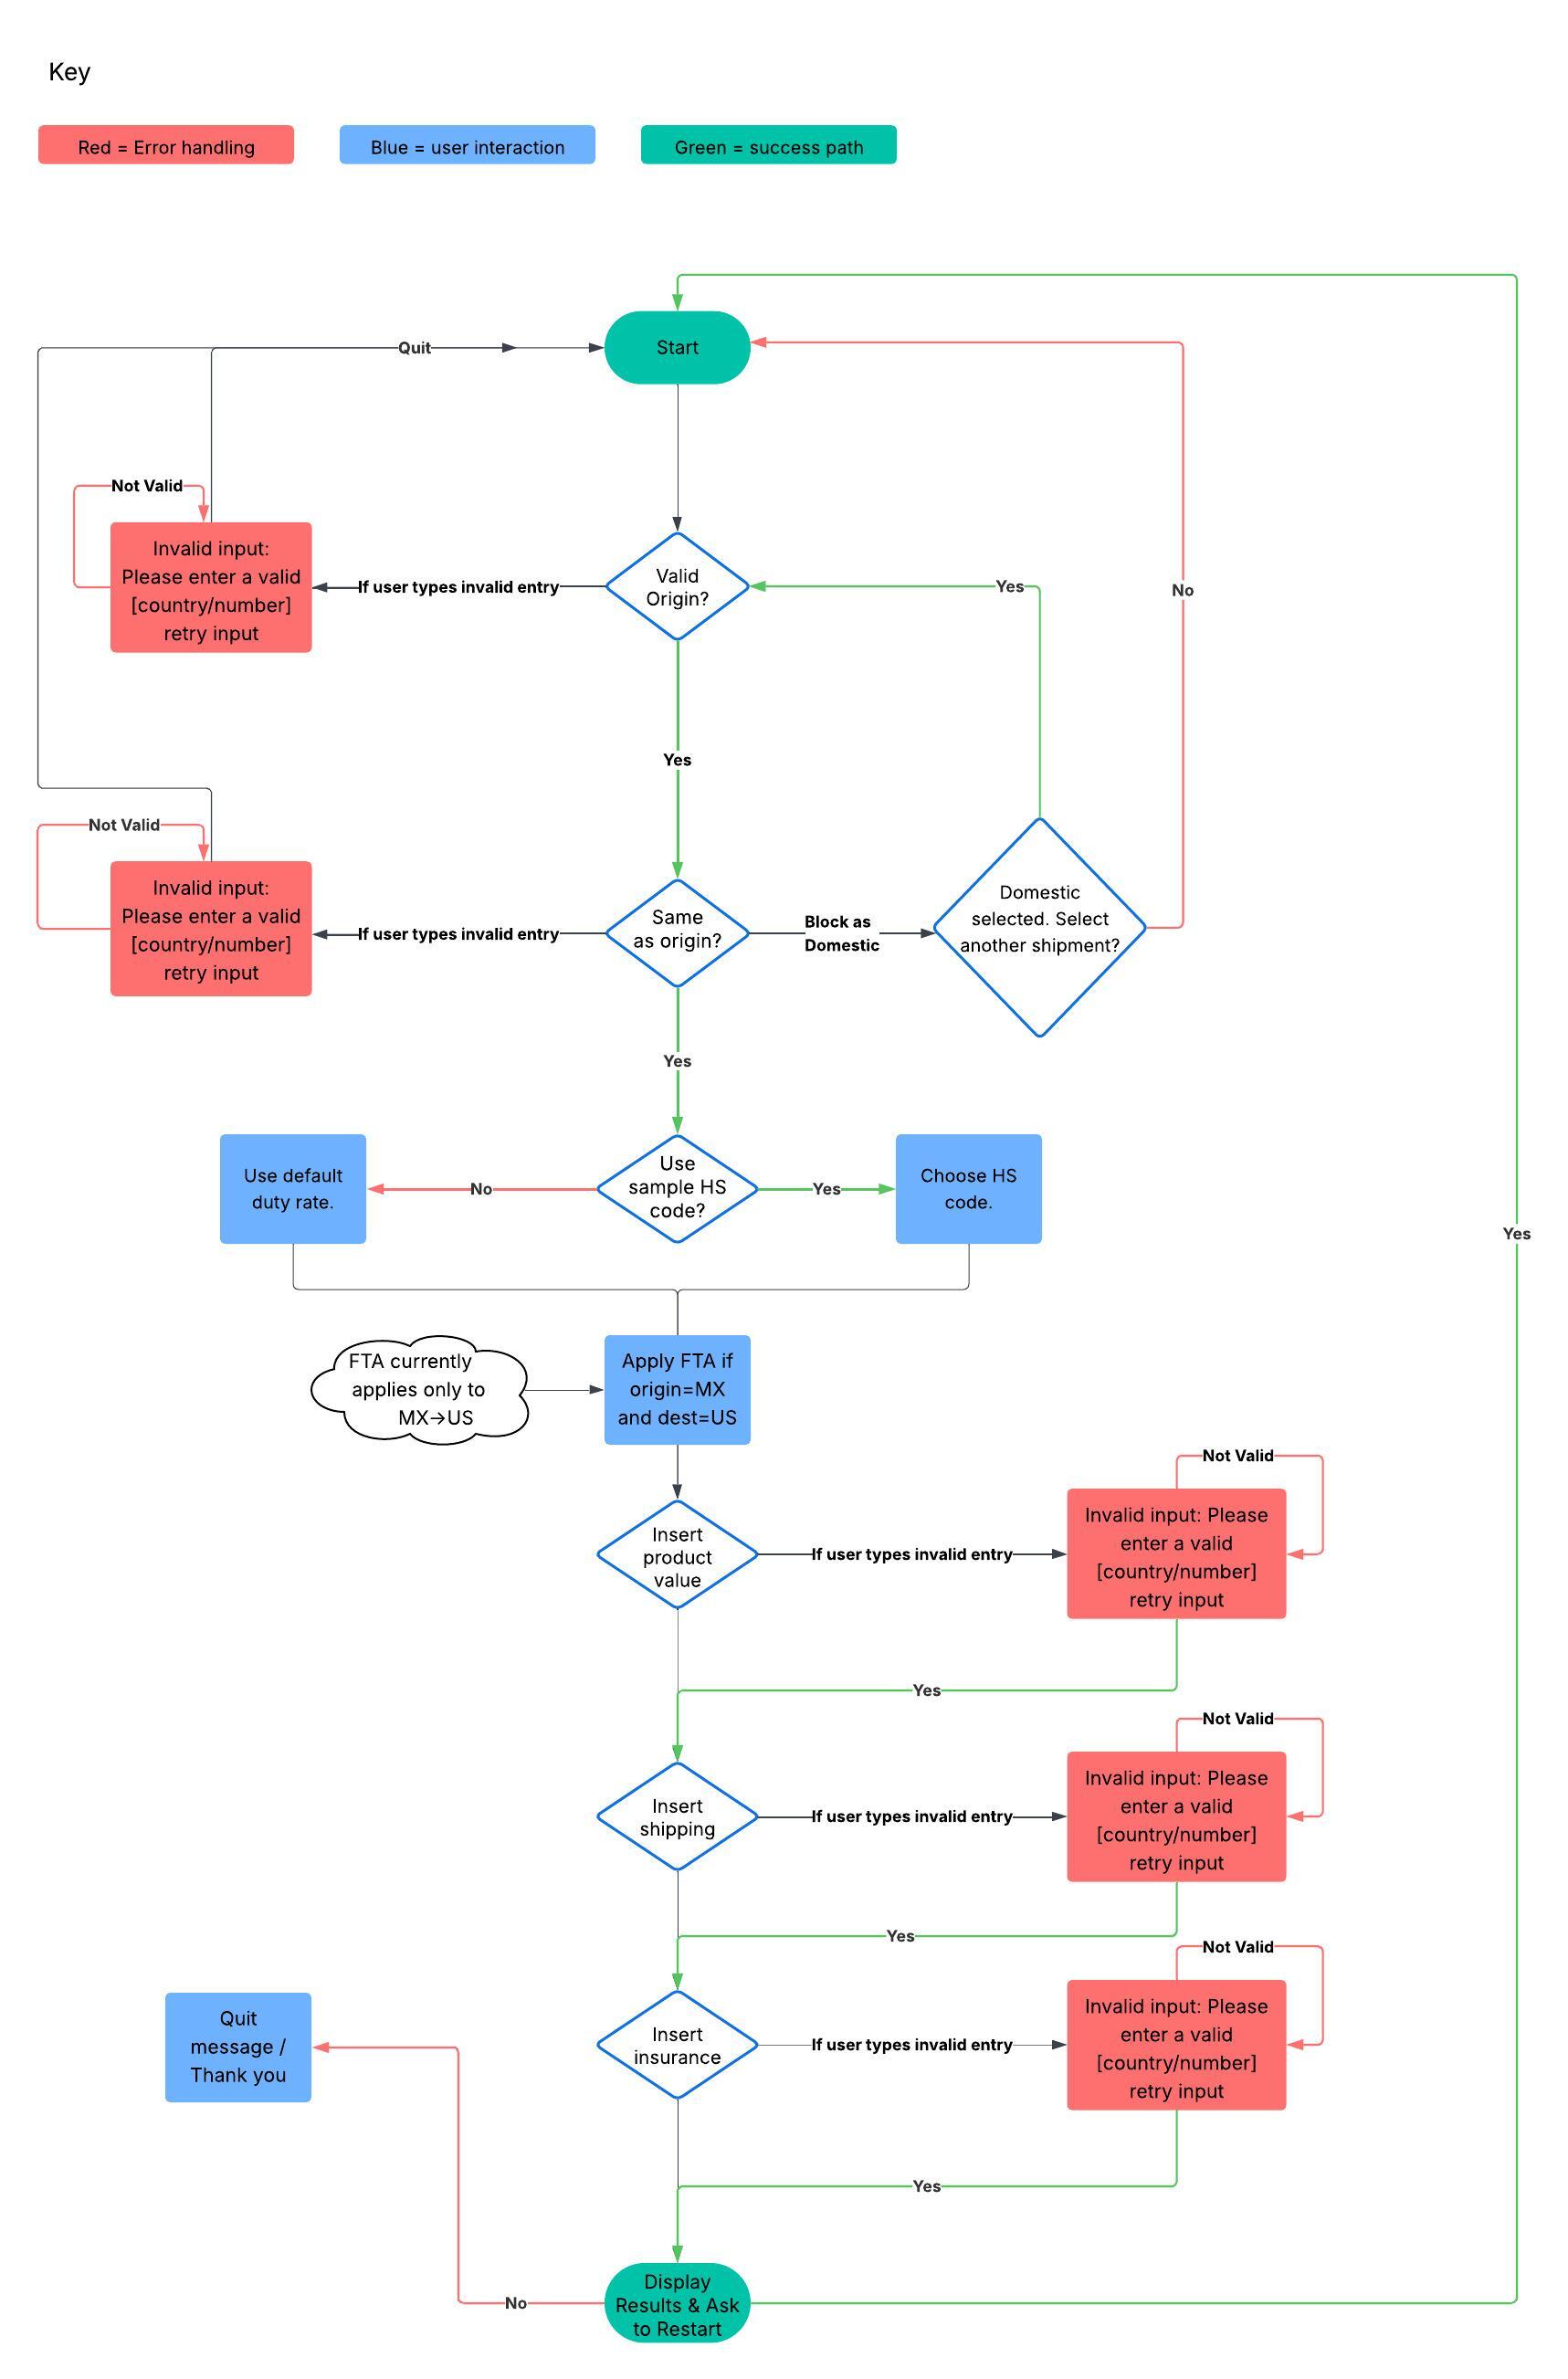 Key
Red = Error handling
Blue = user interaction
Green = success path
Quit
Start
Not Valid
Invalid input:
Please enter a valid
[country/number]
retry input
If user types invalid entry
Valid
Origin?
Yes
No
Yes
Not Valid
Invalid input:
Please enter a valid
[country/number]
retry input
If user types invalid entry
Same
as origin?
Block as
Domestic
Domestic
selected. Select
another shipment?
Yes
Use default
duty rate.
No
Use
sample HS
code?
Yes
Choose HS
code.
Yes
FTA currently
applies only to
MX→US
Apply FTA if
origin=MX
and dest=US
Not Valid
Insert
product
value
If user types invalid entry
Invalid input: Please
enter a valid
[country/number]
retry input
Yes
Not Valid
Insert
shipping
If user types invalid entry
Invalid input: Please
enter a valid
[country/number]
retry input
Yes
Not Valid
Quit
message /
Thank you
Insert
insurance
If user types invalid entry
Invalid input: Please
enter a valid
[country/number]
retry input
Yes
No
Display
Results & Ask
to Restart